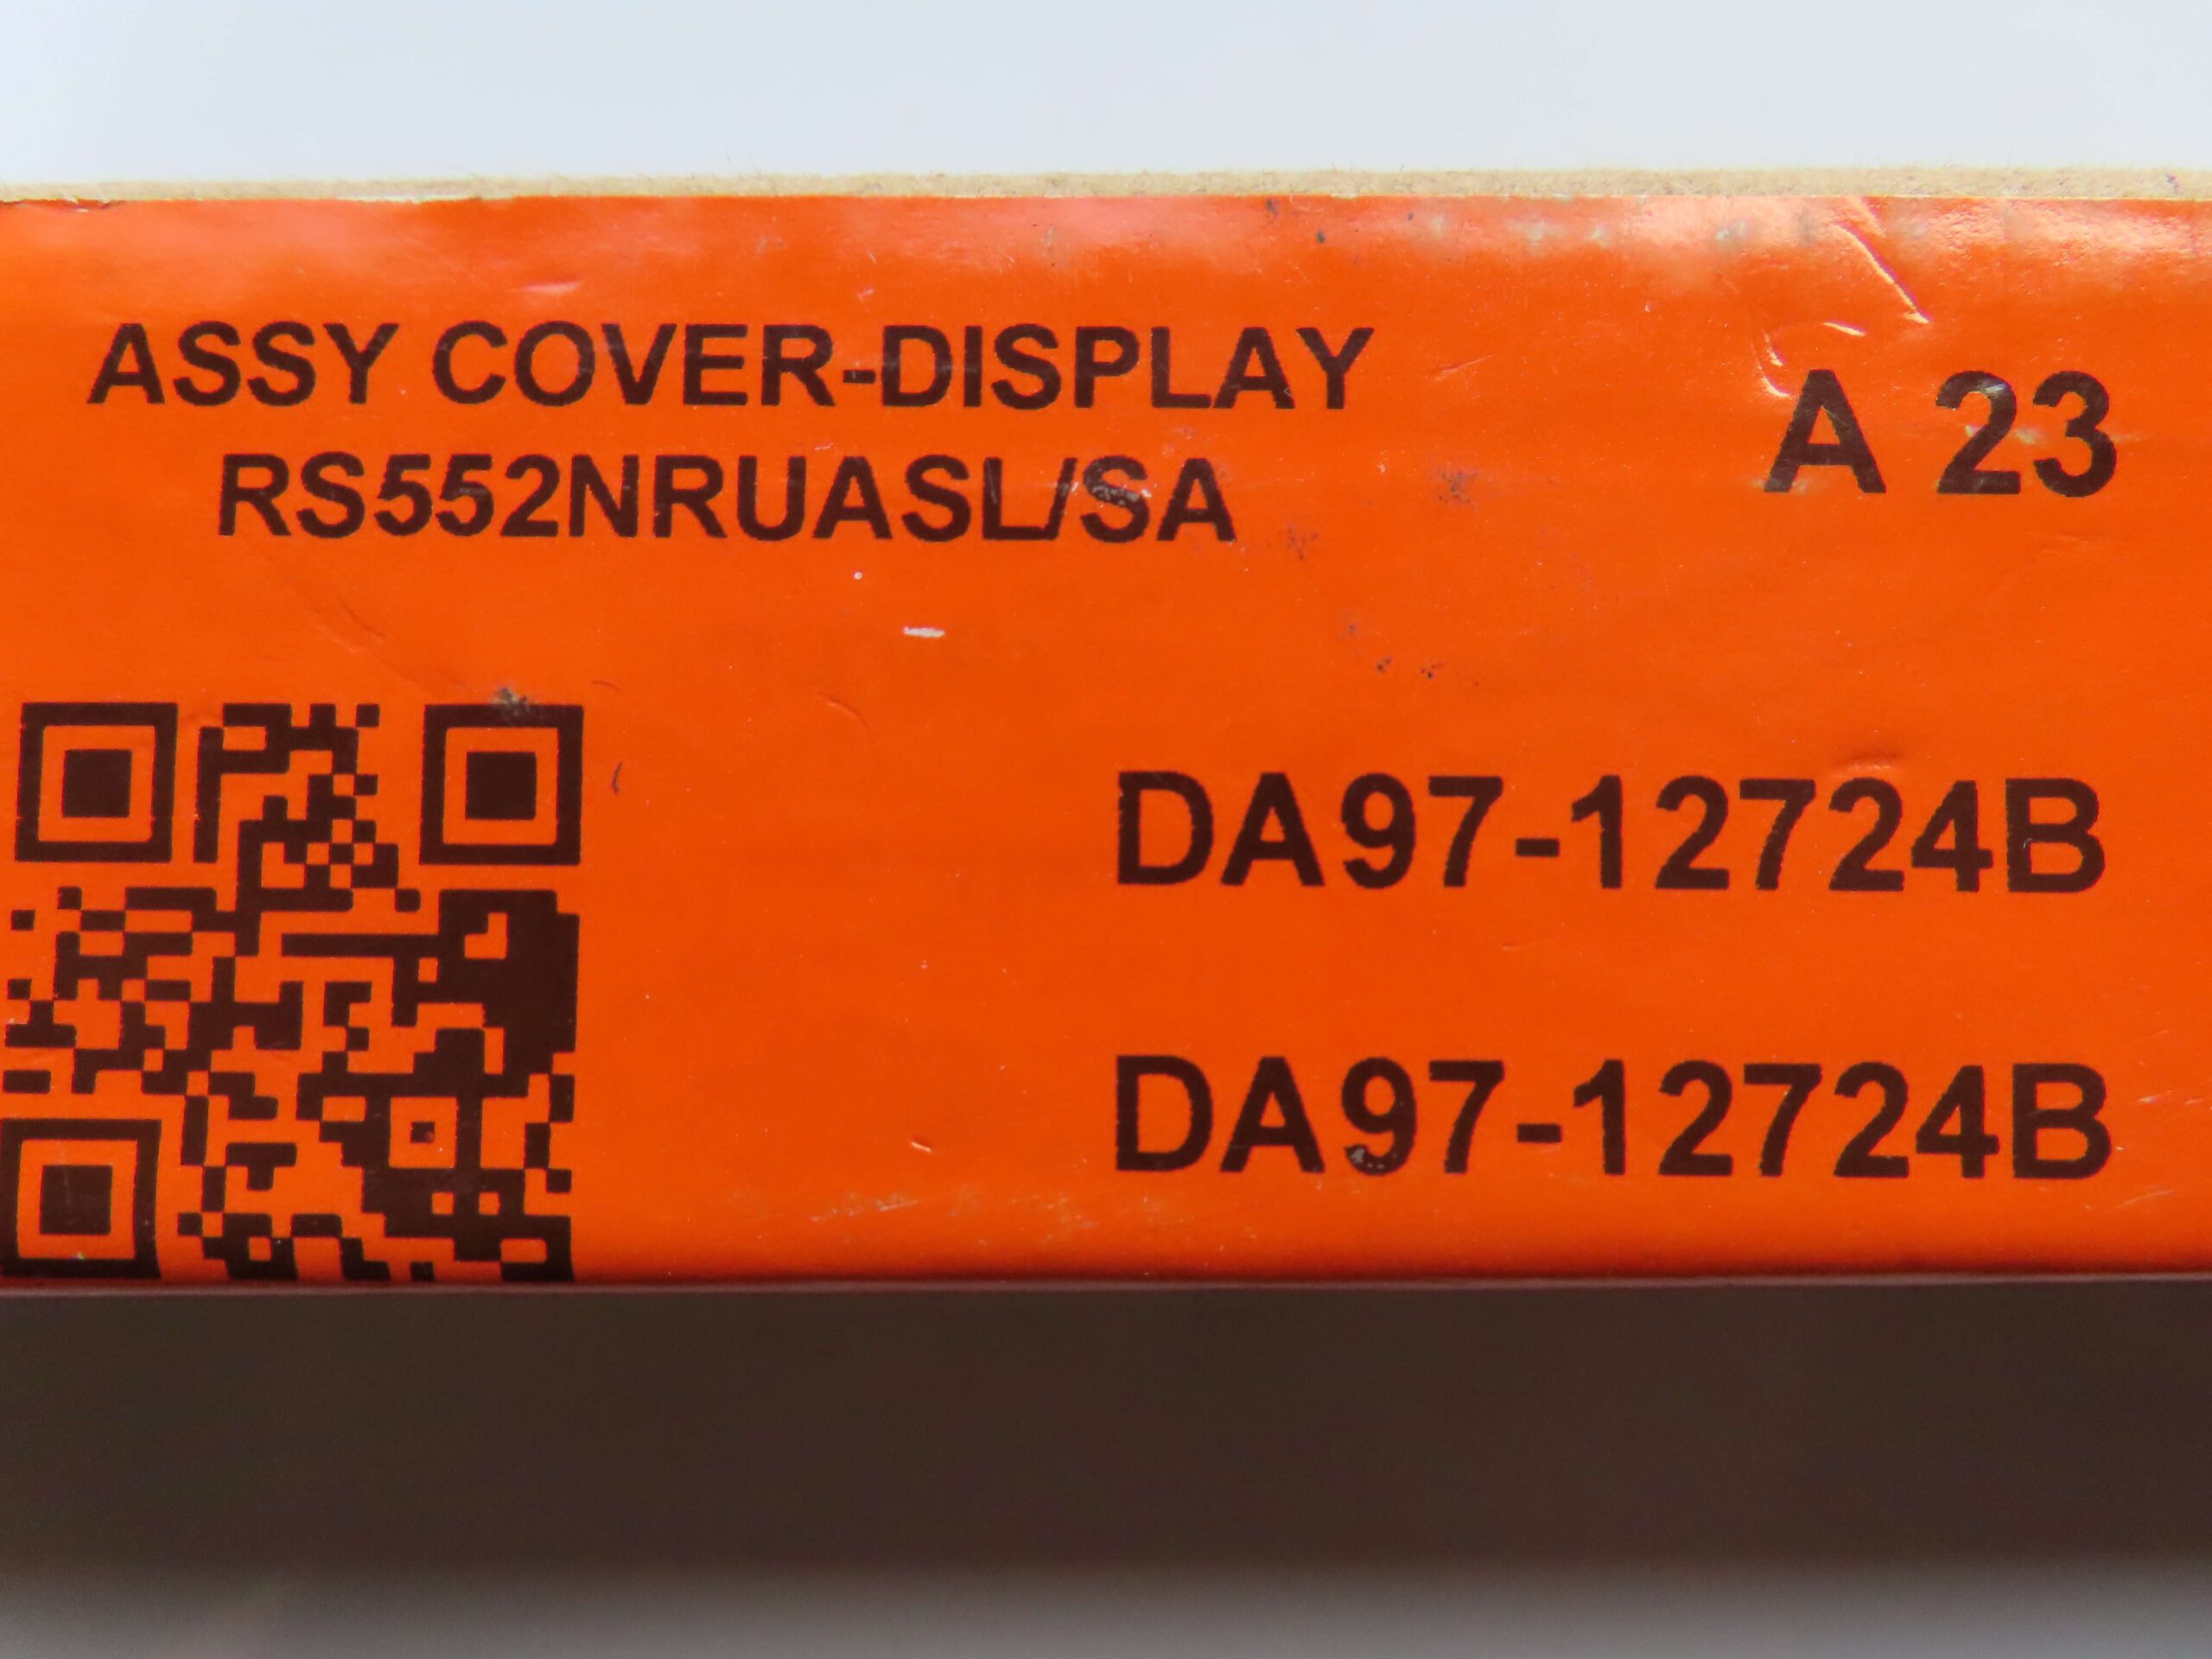 ASSY COVER-DISPLAY
RS552NRUASL/SA
A 23
DA97-12724B
DA97-12724B